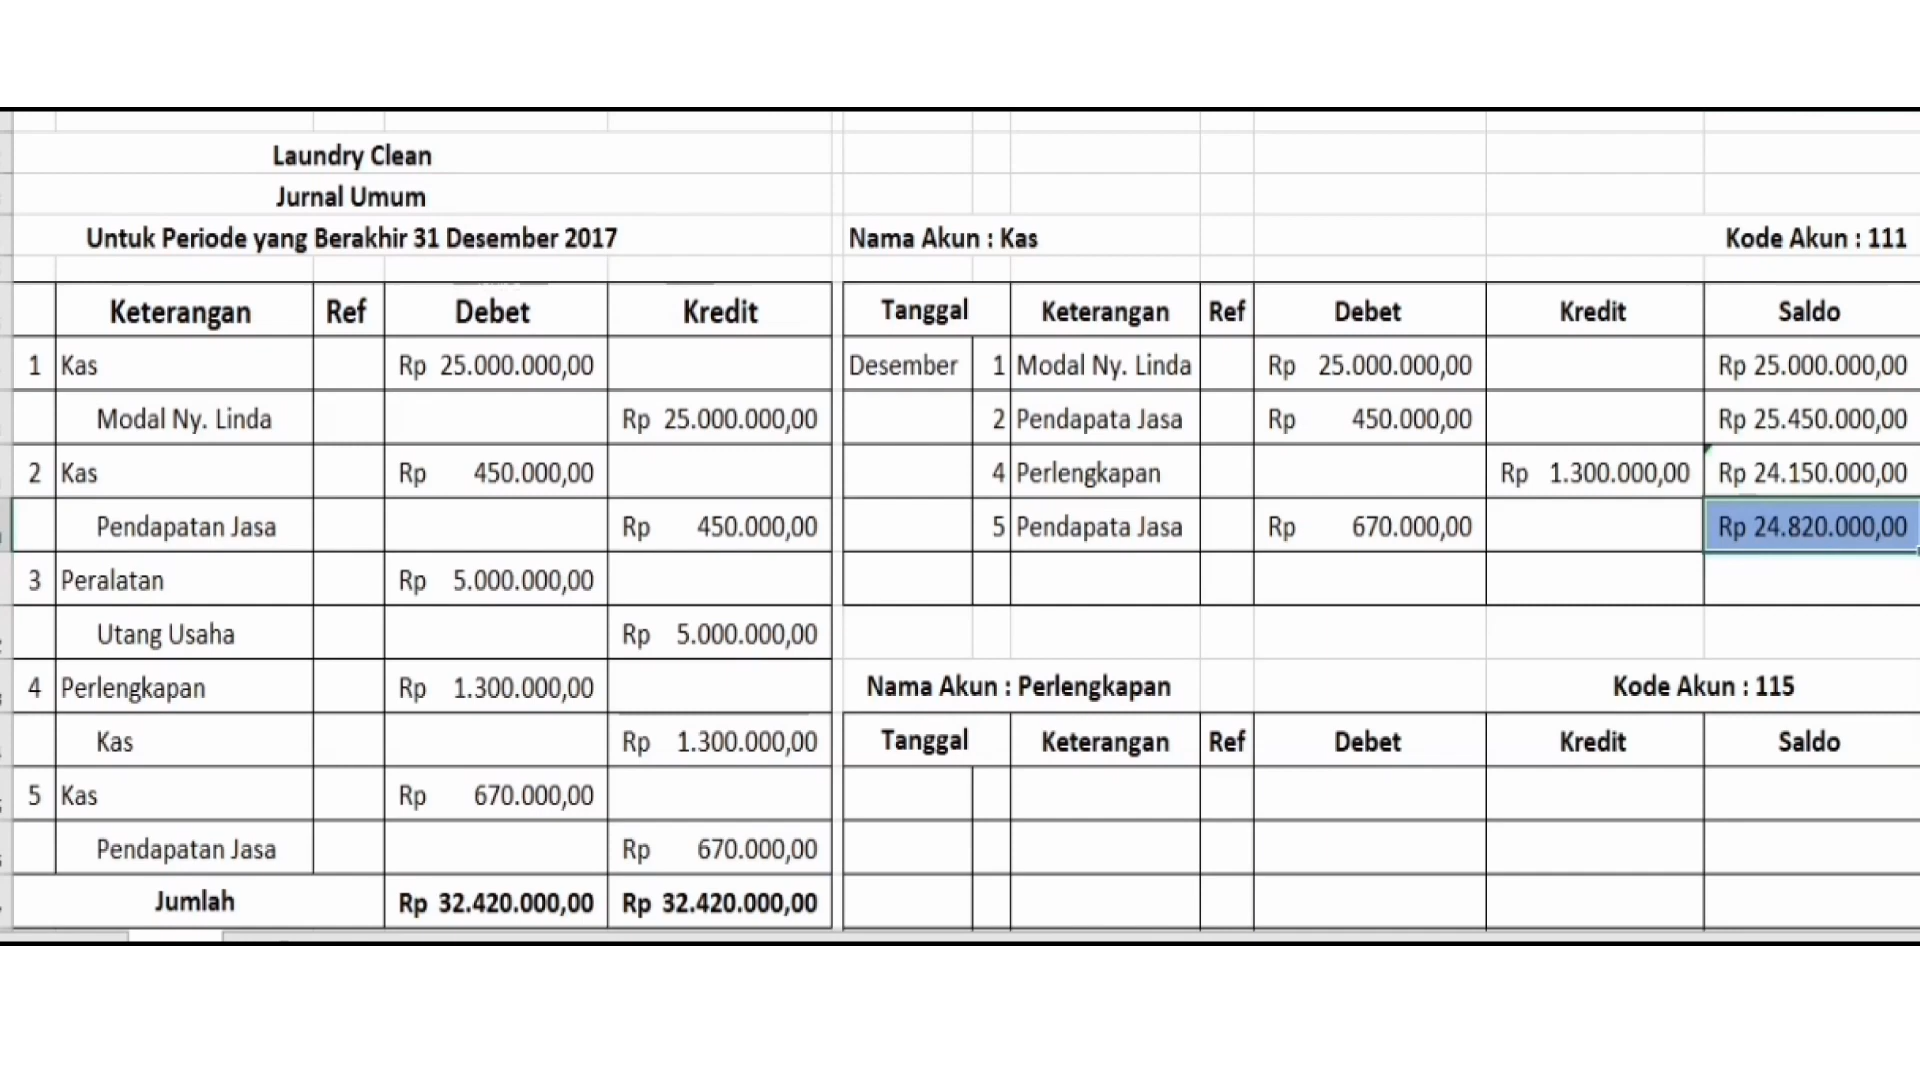 Laundry Clean
Jurnal Umum
Untuk Periode yang Berakhir 31 Desember 2017
Keterangan Ref Debet Kredit
1 Kas Rp 25.000.000,00
Modal Ny. Linda Rp 25.000.000,00
2 Kas Rp 450.000,00
Pendapatan Jasa Rp 450.000,00
3 Peralatan Rp 5.000.000,00
Utang Usaha Rp 5.000.000,00
4 Perlengkapan Rp 1.300.000,00
Kas Rp 1.300.000,00
5 Kas Rp 670.000,00
Pendapatan Jasa Rp 670.000,00
Jumlah Rp 32.420.000,00 Rp 32.420.000,00
Nama Akun : Kas Kode Akun : 111
Tanggal Keterangan Ref Debet Kredit Saldo
Desember 1 Modal Ny. Linda Rp 25.000.000,00 Rp 25.000.000,00
2 Pendapata Jasa Rp 450.000,00 Rp 25.450.000,00
4 Perlengkapan Rp 1.300.000,00 Rp 24.150.000,00
5 Pendapata Jasa Rp 670.000,00 Rp 24.820.000,00
Nama Akun : Perlengkapan Kode Akun : 115
Tanggal Keterangan Ref Debet Kredit Saldo